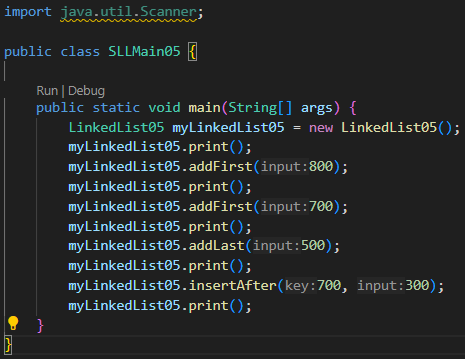 import java.util.Scanner;
public class SLLMain05 {
Run | Debug
public static void main(String[] args) {
LinkedList05 myLinkedList05 = new LinkedList05();
myLinkedList05.print();
myLinkedList05.addFirst(input:800);
myLinkedList05.print();
myLinkedList05.addFirst(input:700);
myLinkedList05.print();
myLinkedList05.addLast(input:500);
myLinkedList05.print();
myLinkedList05.insertAfter(key:700, input:300);
myLinkedList05.print();
}
}